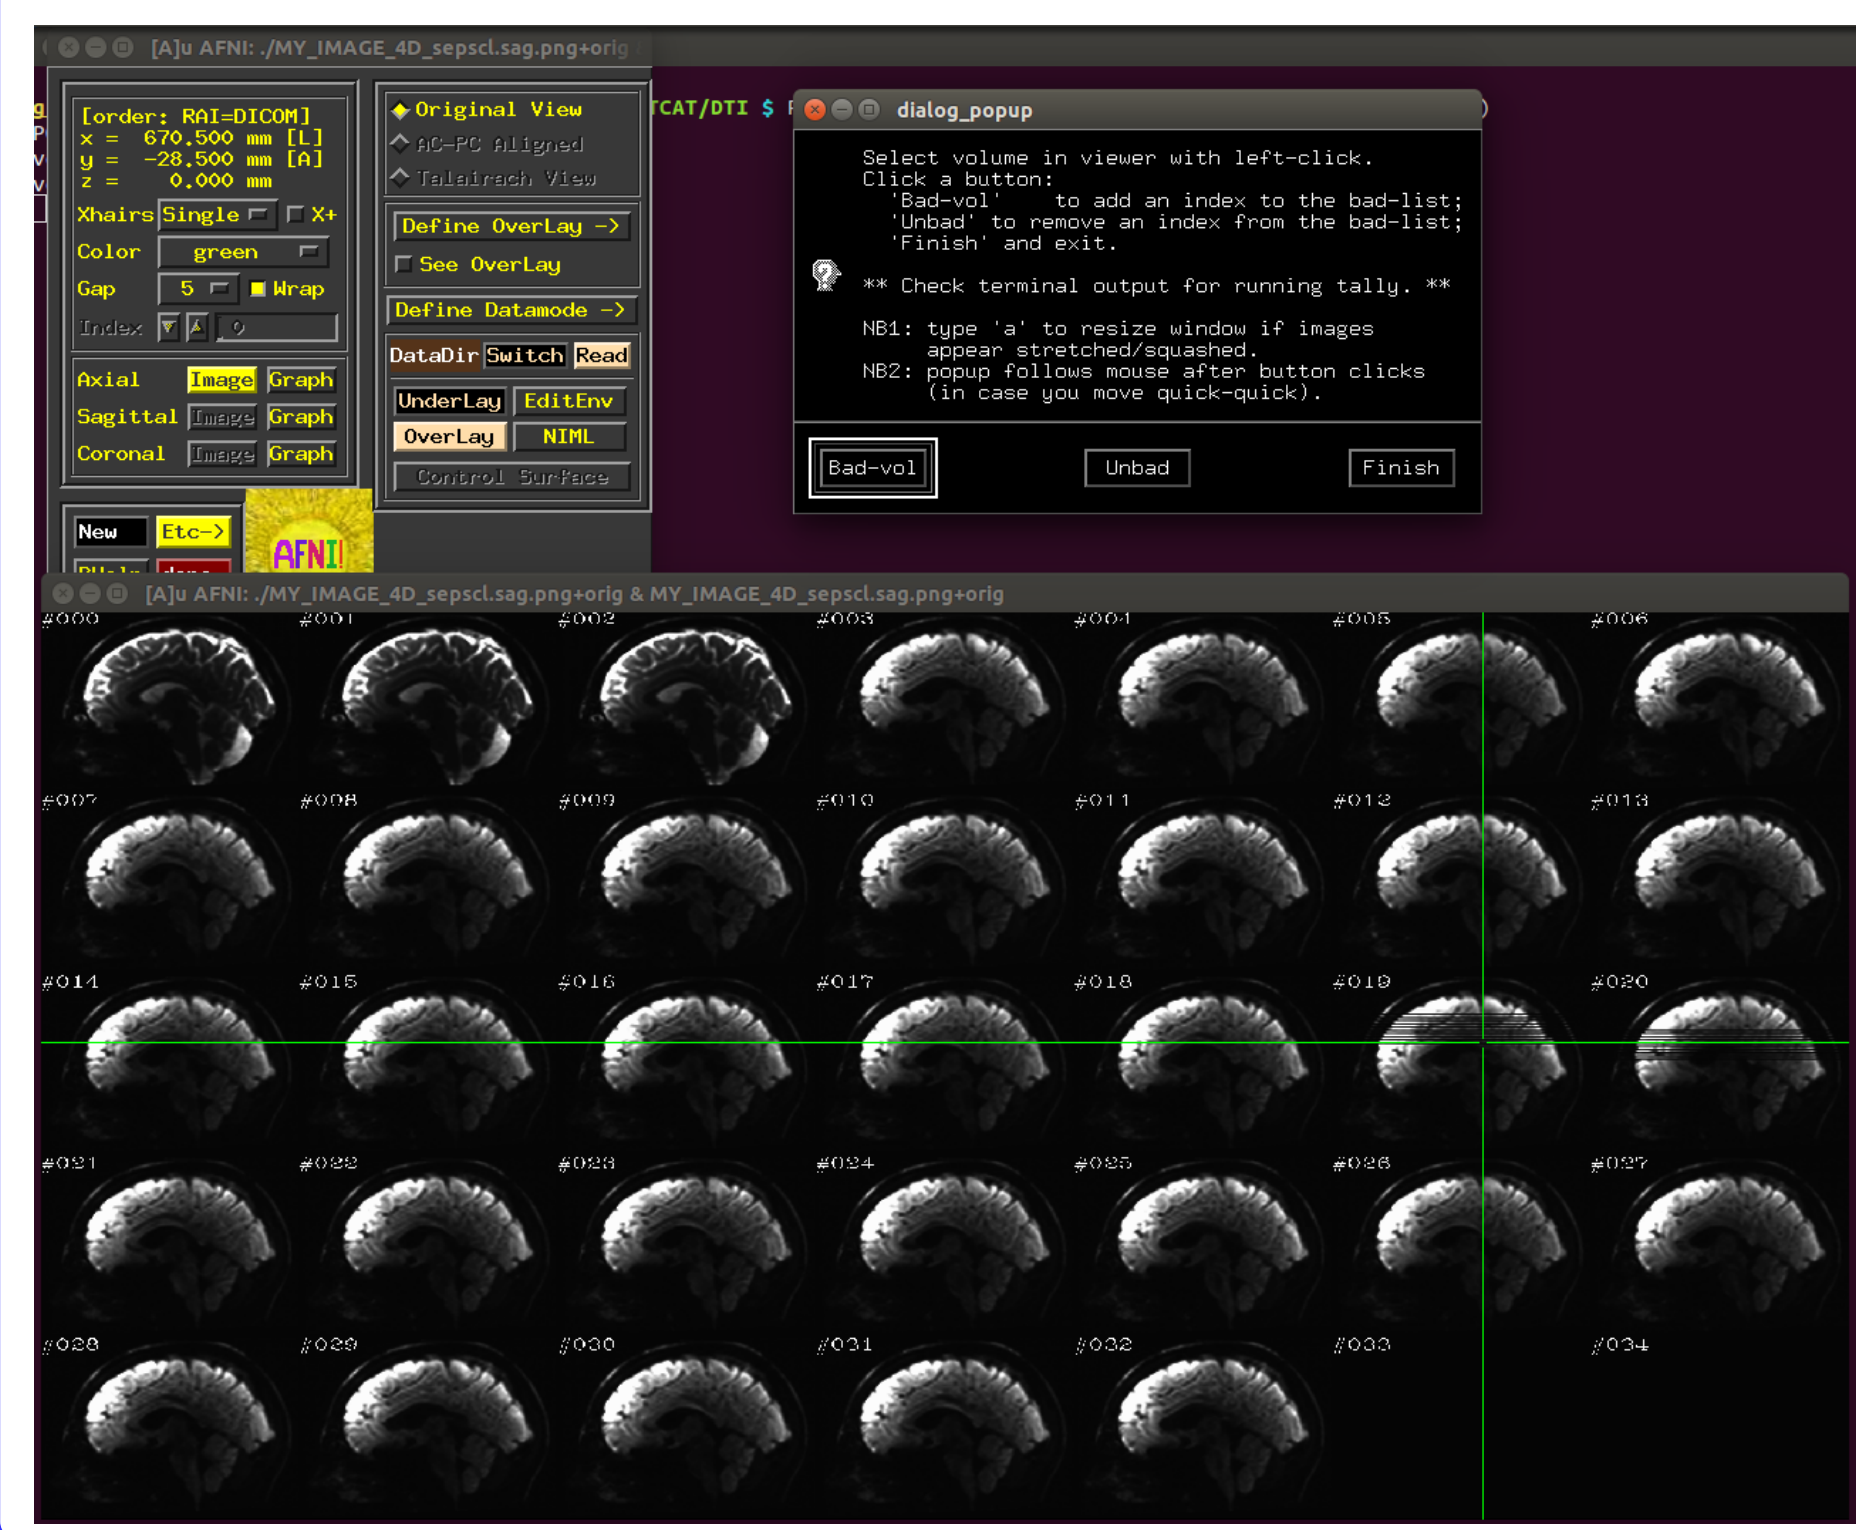 [A]u AFNI: ./MY_IMAGE_4D_sepscl.sag.png+orig &
[order: RAI=DICOM]
x = 670.500 mm [L]
y = -28.500 mm [A]
z = 0.000 mm
Xhairs Single X+
Color green
Gap 5 Wrap
Index 0
Axial Image Graph
Sagittal Image Graph
Coronal Image Graph
New Etc->
AFNI!
Original View
AC-PC Aligned
Talairach View
Define OverLay ->
See OverLay
Define Datamode ->
DataDir Switch Read
UnderLay EditEnv
OverLay NIML
Control Surface
TCAT/DTI $
dialog_popup
Select volume in viewer with left-click.
Click a button:
'Bad-vol' to add an index to the bad-list;
'Unbad' to remove an index from the bad-list;
'Finish' and exit.
** Check terminal output for running tally. **
NB1: type 'a' to resize window if images
appear stretched/squashed.
NB2: popup follows mouse after button clicks
(in case you move quick-quick).
Bad-vol Unbad Finish
[A]u AFNI: ./MY_IMAGE_4D_sepscl.sag.png+orig & MY_IMAGE_4D_sepscl.sag.png+orig
#000 #001 #002 #003 #004 #005 #006
#007 #008 #009 #010 #011 #012 #013
#014 #015 #016 #017 #018 #019 #020
#021 #022 #023 #024 #025 #026 #027
#028 #029 #030 #031 #032 #033 #034